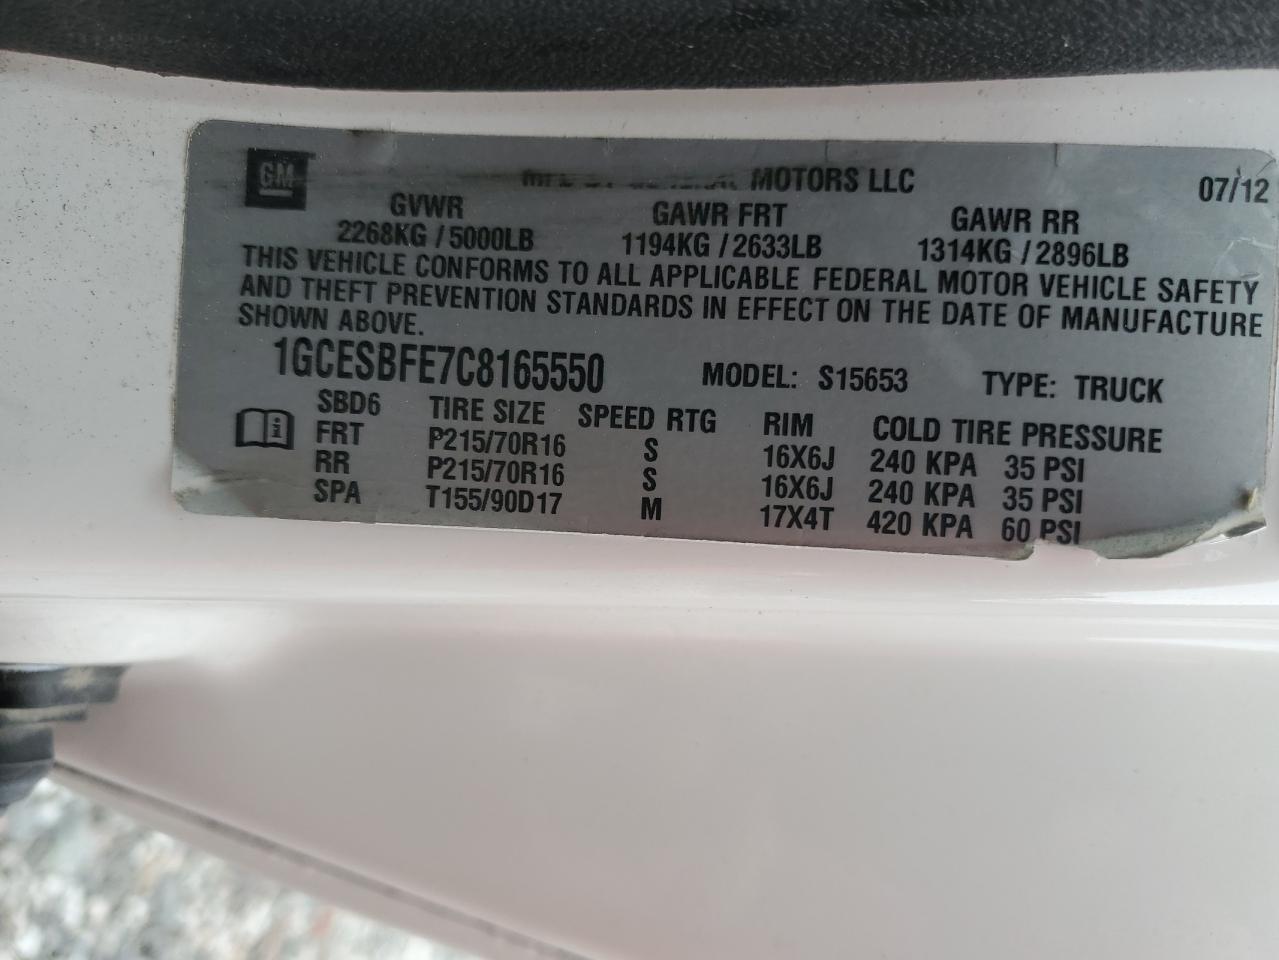 GM
MOTORS LLC 07/12
GVWR GAWR FRT GAWR RR
2268KG / 5000LB 1194KG / 2633LB 1314KG / 2896LB
THIS VEHICLE CONFORMS TO ALL APPLICABLE FEDERAL MOTOR VEHICLE SAFETY
AND THEFT PREVENTION STANDARDS IN EFFECT ON THE DATE OF MANUFACTURE
SHOWN ABOVE.
1GCESBFE7C8165550 MODEL: S15653 TYPE: TRUCK
SBD6 TIRE SIZE SPEED RTG RIM COLD TIRE PRESSURE
FRT P215/70R16 S 16X6J 240 KPA 35 PSI
RR P215/70R16 S 16X6J 240 KPA 35 PSI
SPA T155/90D17 M 17X4T 420 KPA 60 PSI